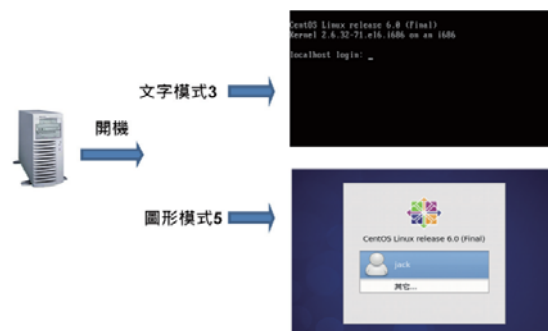 CentOS Linux release 6.0 (Final)
Kernel 2.6.32-71.el6.i686 on an i686
localhost login: _
文字模式3
開機
圖形模式5
CentOS Linux release 6.0 (Final)
jack
其它...